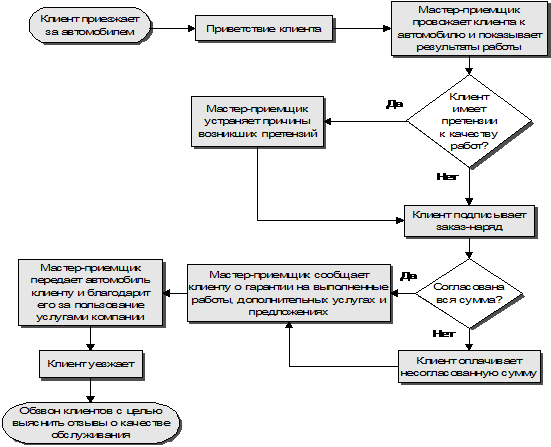 Клиент приезжает
за автомобилем
Приветствие клиента
Мастер-приемщик
провожает клиента к
автомобилю и показывает
результаты работы
Клиент
имеет
претензии
к качеству
работ?
Да
Мастер-приемщик
устраняет причины
возникших претензий
Нет
Клиент подписывает
заказ-наряд
Согласована
вся сумма?
Да
Мастер-приемщик сообщает
клиенту о гарантии на выполненные
работы, дополнительных услугах и
предложениях
Мастер-приемщик
передает автомобиль
клиенту и благодарит
его за пользование
услугами компании
Нет
Клиент оплачивает
несогласованную сумму
Клиент уезжает
Обзвон клиентов с целью
выяснить отзывы о качестве
обслуживания